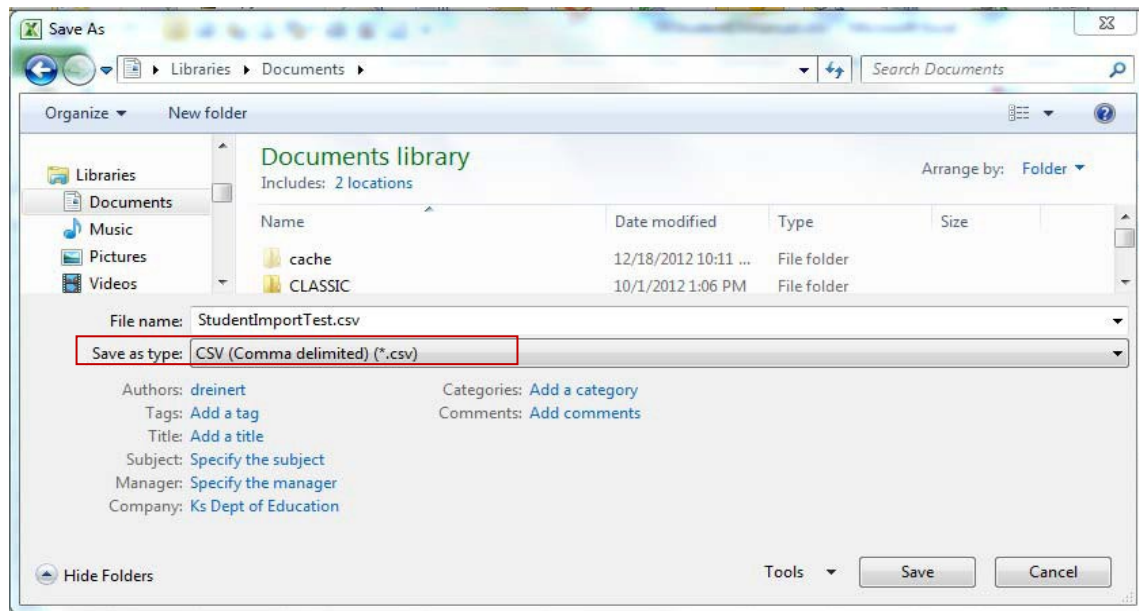 Save As
Libraries Documents Search Documents
Organize New folder
Documents library
Includes: 2 locations
Arrange by: Folder
Libraries
Documents
Music
Pictures
Videos
Name Date modified Type Size
cache 12/18/2012 10:11 ... File folder
CLASSIC 10/1/2012 1:06 PM File folder
File name: StudentImportTest.csv
Save as type: CSV (Comma delimited) (*.csv)
Authors: dreinert Categories: Add a category
Tags: Add a tag Comments: Add comments
Title: Add a title
Subject: Specify the subject
Manager: Specify the manager
Company: Ks Dept of Education
Hide Folders Tools Save Cancel